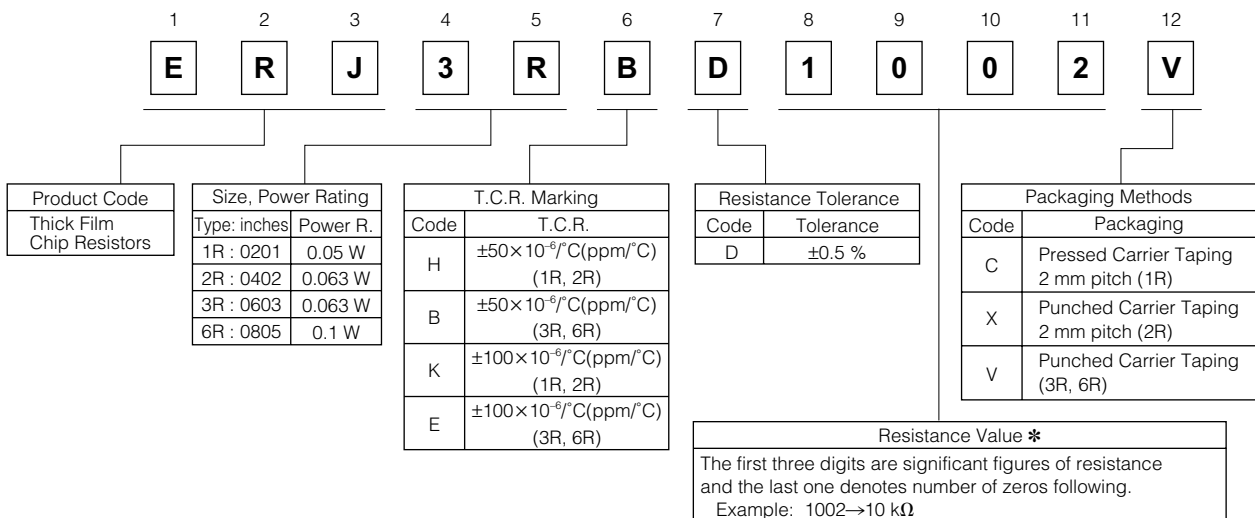 1 2 3 4 5 6 7 8 9 10 11 12
E R J 3 R B D 1 0 0 2 V
Product Code
Thick Film
Chip Resistors
Size, Power Rating
Type: inches Power R.
1R : 0201 0.05 W
2R : 0402 0.063 W
3R : 0603 0.063 W
6R : 0805 0.1 W
T.C.R. Marking
Code T.C.R.
H ±50×10⁻⁶/°C(ppm/°C)
(1R, 2R)
B ±50×10⁻⁶/°C(ppm/°C)
(3R, 6R)
K ±100×10⁻⁶/°C(ppm/°C)
(1R, 2R)
E ±100×10⁻⁶/°C(ppm/°C)
(3R, 6R)
Resistance Tolerance
Code Tolerance
D ±0.5 %
Packaging Methods
Code Packaging
C Pressed Carrier Taping
2 mm pitch (1R)
X Punched Carrier Taping
2 mm pitch (2R)
V Punched Carrier Taping
(3R, 6R)
Resistance Value ✻
The first three digits are significant figures of resistance
and the last one denotes number of zeros following.
Example: 1002→10 kΩ